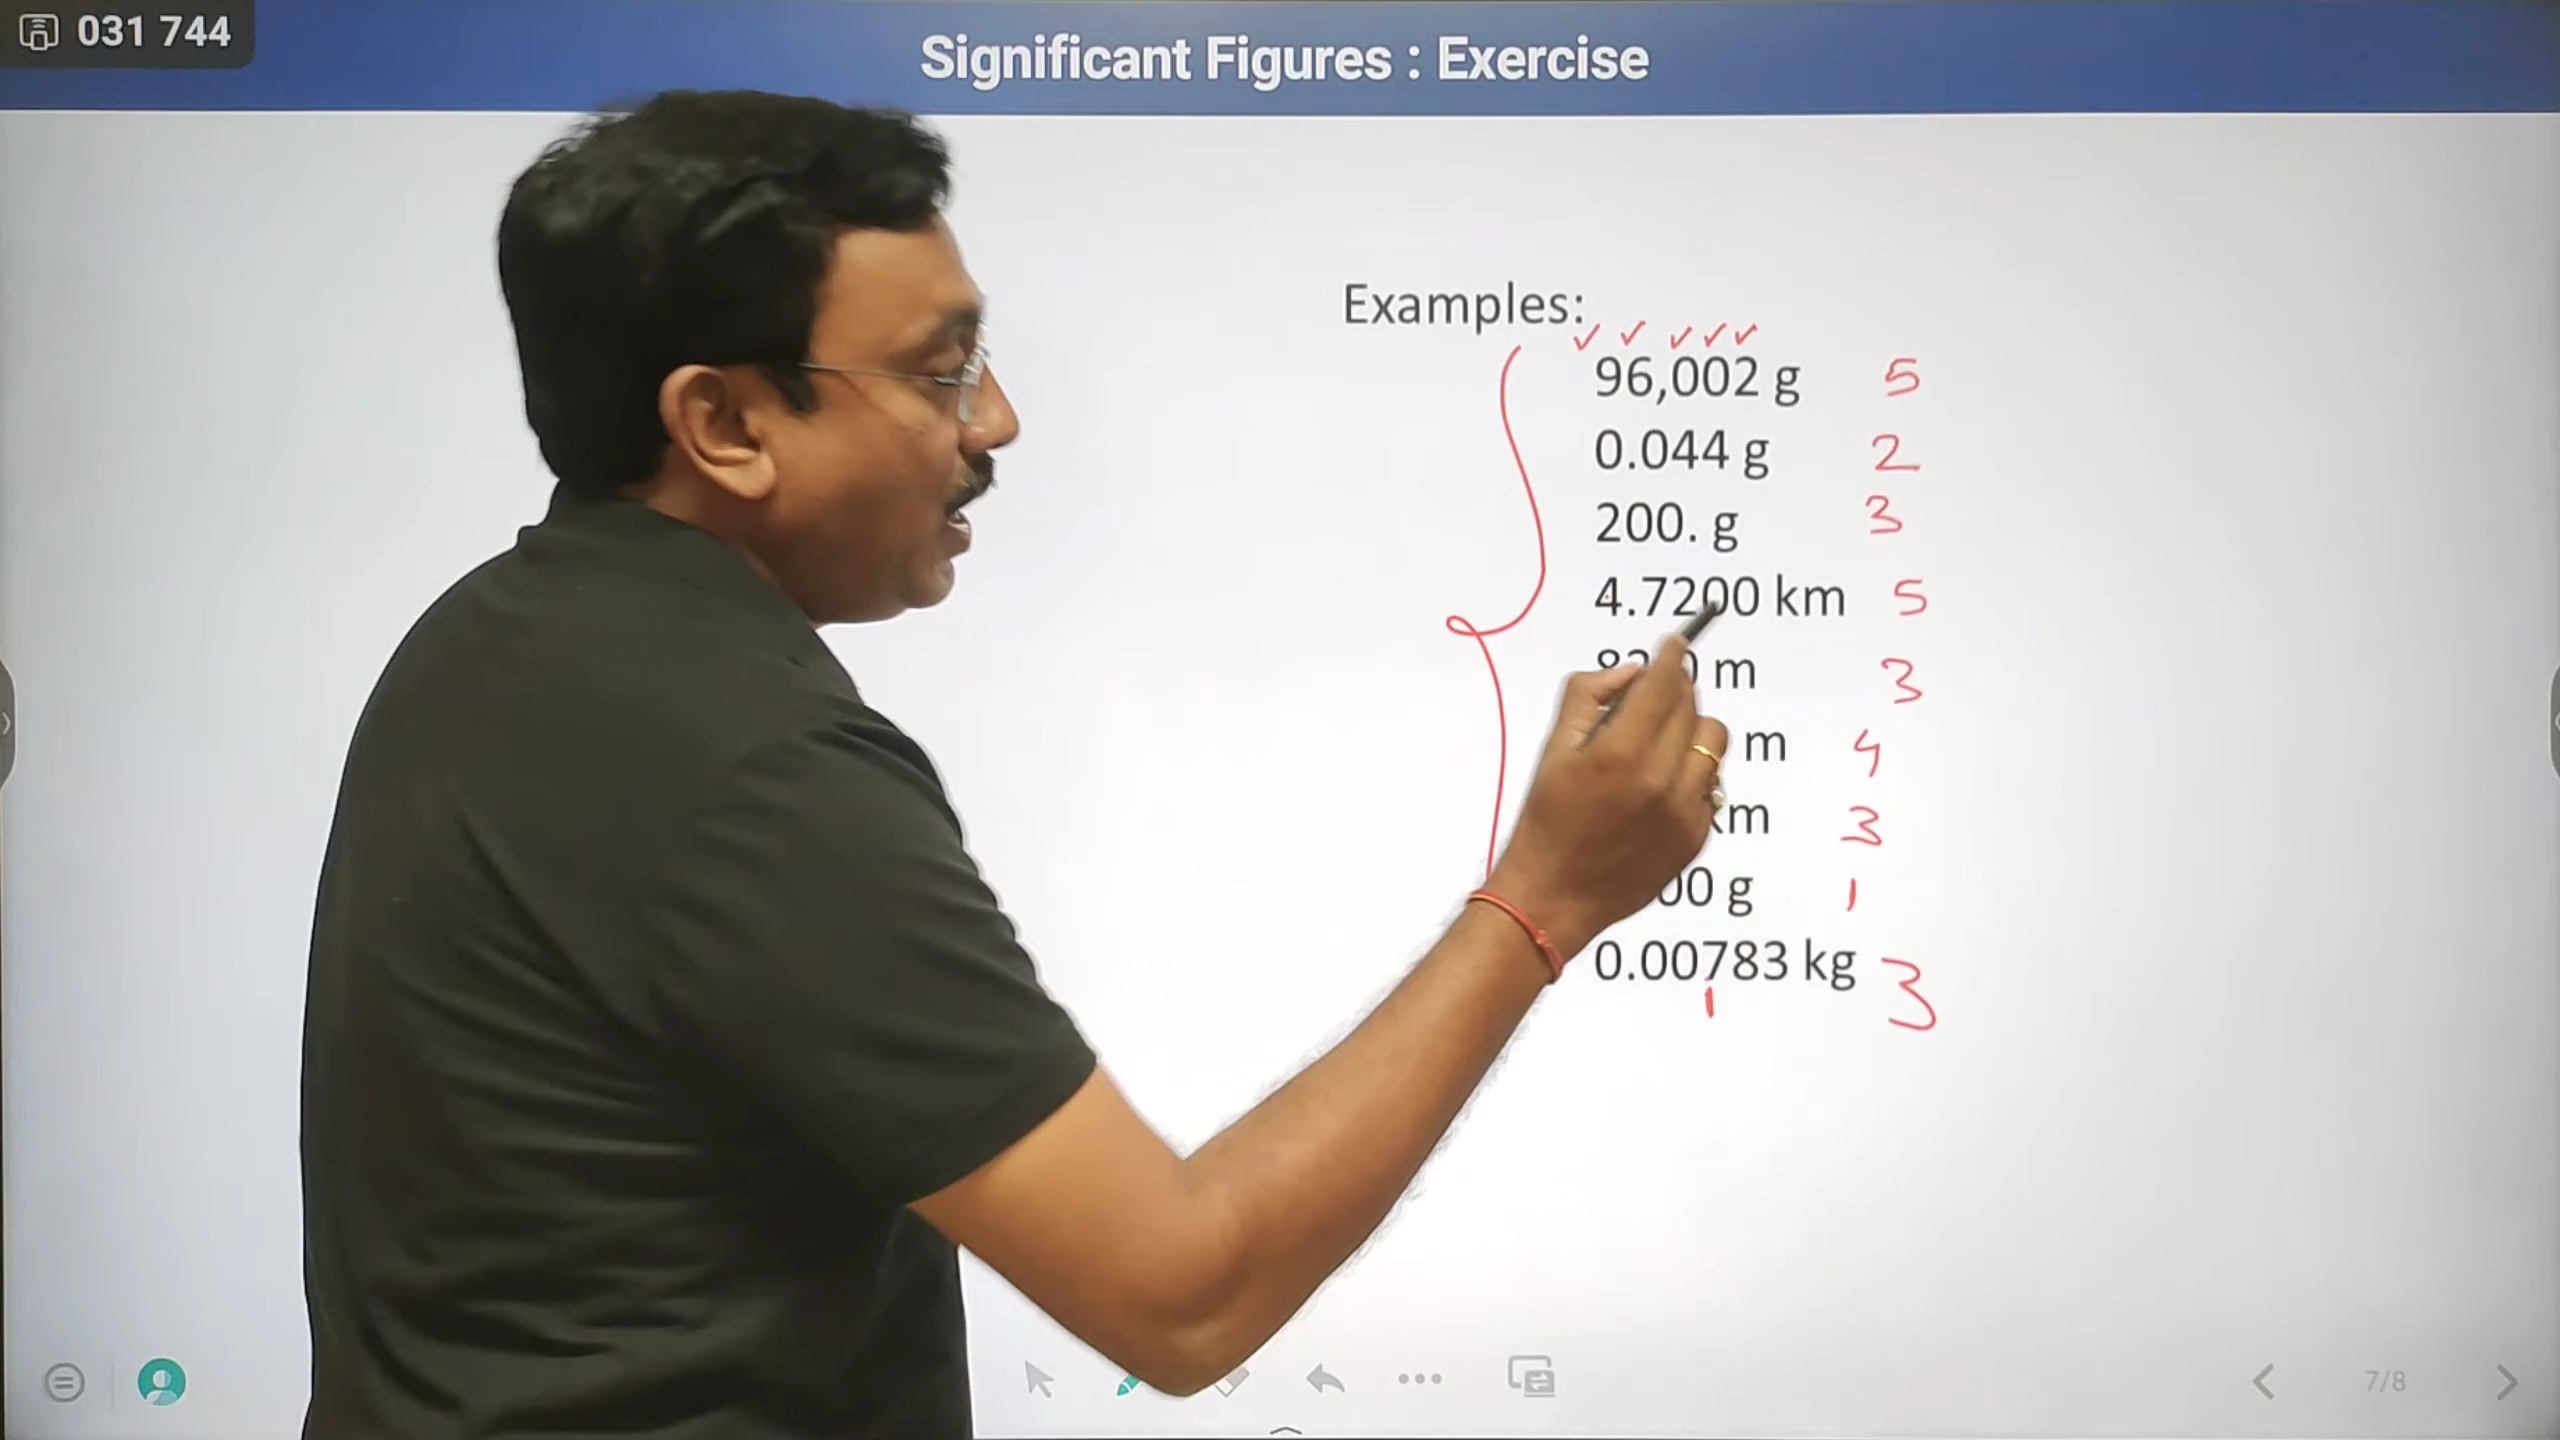 031 744
Significant Figures : Exercise
Examples:
96,002 g 5
0.044 g 2
200. g 3
4.7200 km 5
m 3
m 4
km 3
00 g 1
0.00783 kg 3
1
7/8